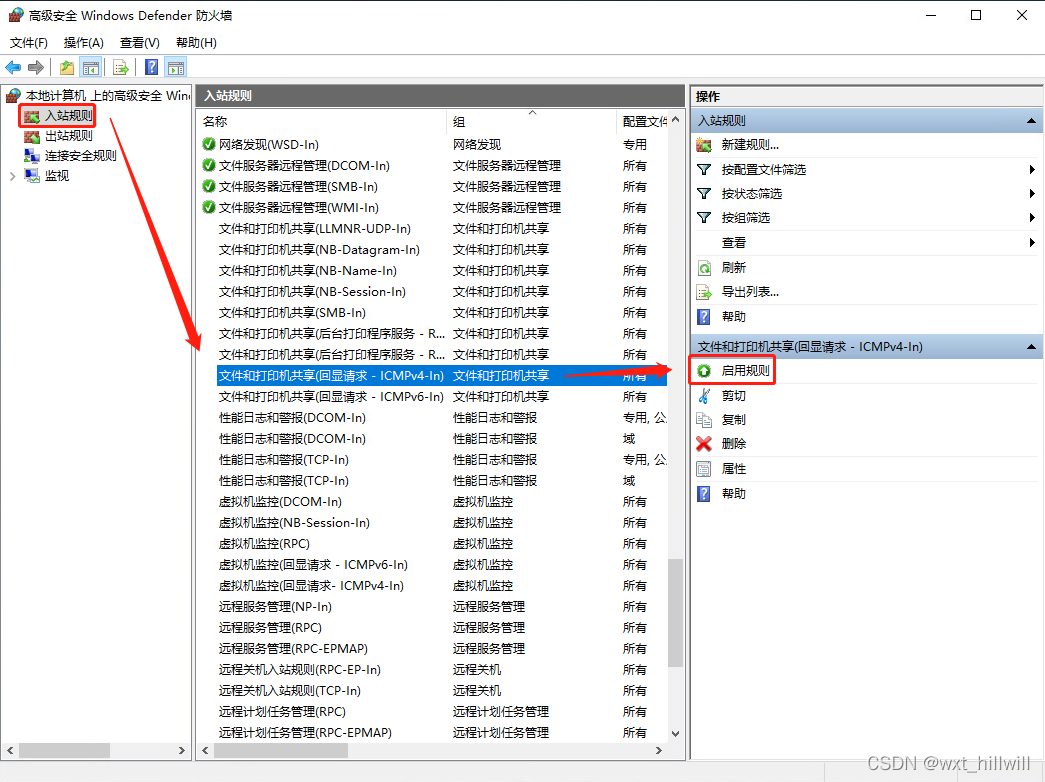 高级安全 Windows Defender 防火墙
文件(F) 操作(A) 查看(V) 帮助(H)
本地计算机 上的高级安全 Win
入站规则
出站规则
连接安全规则
监视
入站规则
名称 组 配置文件
网络发现(WSD-In) 网络发现 专用
文件服务器远程管理(DCOM-In) 文件服务器远程管理 所有
文件服务器远程管理(SMB-In) 文件服务器远程管理 所有
文件服务器远程管理(WMI-In) 文件服务器远程管理 所有
文件和打印机共享(LLMNR-UDP-In) 文件和打印机共享 所有
文件和打印机共享(NB-Datagram-In) 文件和打印机共享 所有
文件和打印机共享(NB-Name-In) 文件和打印机共享 所有
文件和打印机共享(NB-Session-In) 文件和打印机共享 所有
文件和打印机共享(SMB-In) 文件和打印机共享 所有
文件和打印机共享(后台打印程序服务 - R... 文件和打印机共享 所有
文件和打印机共享(后台打印程序服务 - R... 文件和打印机共享 所有
文件和打印机共享(回显请求 - ICMPv4-In) 文件和打印机共享 所有
文件和打印机共享(回显请求 - ICMPv6-In) 文件和打印机共享 所有
性能日志和警报(DCOM-In) 性能日志和警报 专用, 公
性能日志和警报(DCOM-In) 性能日志和警报 域
性能日志和警报(TCP-In) 性能日志和警报 专用, 公
性能日志和警报(TCP-In) 性能日志和警报 域
虚拟机监控(DCOM-In) 虚拟机监控 所有
虚拟机监控(NB-Session-In) 虚拟机监控 所有
虚拟机监控(RPC) 虚拟机监控 所有
虚拟机监控(回显请求 - ICMPv6-In) 虚拟机监控 所有
虚拟机监控(回显请求- ICMPv4-In) 虚拟机监控 所有
远程服务管理(NP-In) 远程服务管理 所有
远程服务管理(RPC) 远程服务管理 所有
远程服务管理(RPC-EPMAP) 远程服务管理 所有
远程关机入站规则(RPC-EP-In) 远程关机 所有
远程关机入站规则(TCP-In) 远程关机 所有
远程计划任务管理(RPC) 远程计划任务管理 所有
远程计划任务管理(RPC-EPMAP) 远程计划任务管理 所有
操作
入站规则
新建规则...
按配置文件筛选
按状态筛选
按组筛选
查看
刷新
导出列表...
帮助
文件和打印机共享(回显请求 - ICMPv4-In)
启用规则
剪切
复制
删除
属性
帮助
CSDN @wxt_hillwill